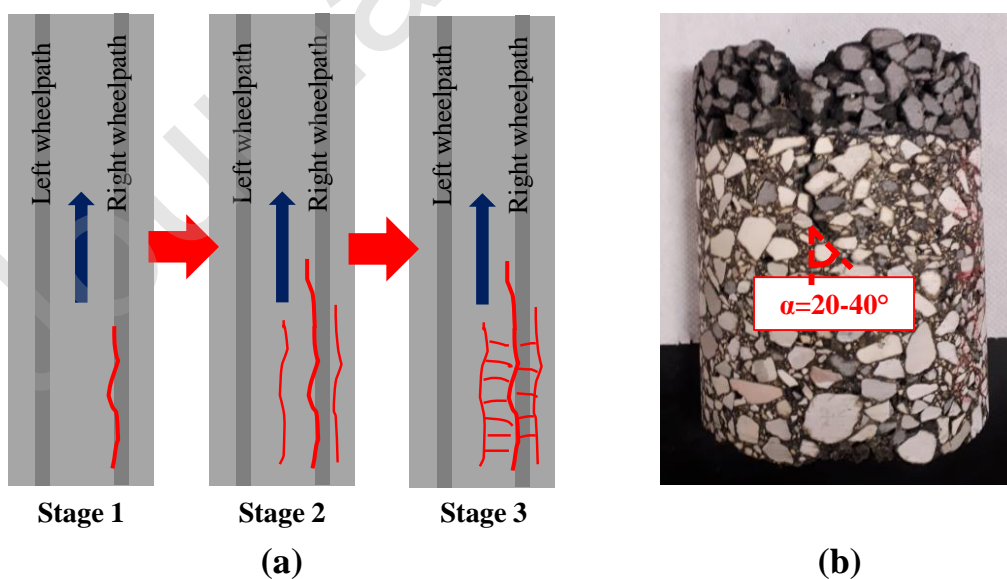 Left wheelpath
Right wheelpath
Left wheelpath
Right wheelpath
Left wheelpath
Right wheelpath
α=20-40°
Stage 1
Stage 2
Stage 3
(a)
(b)